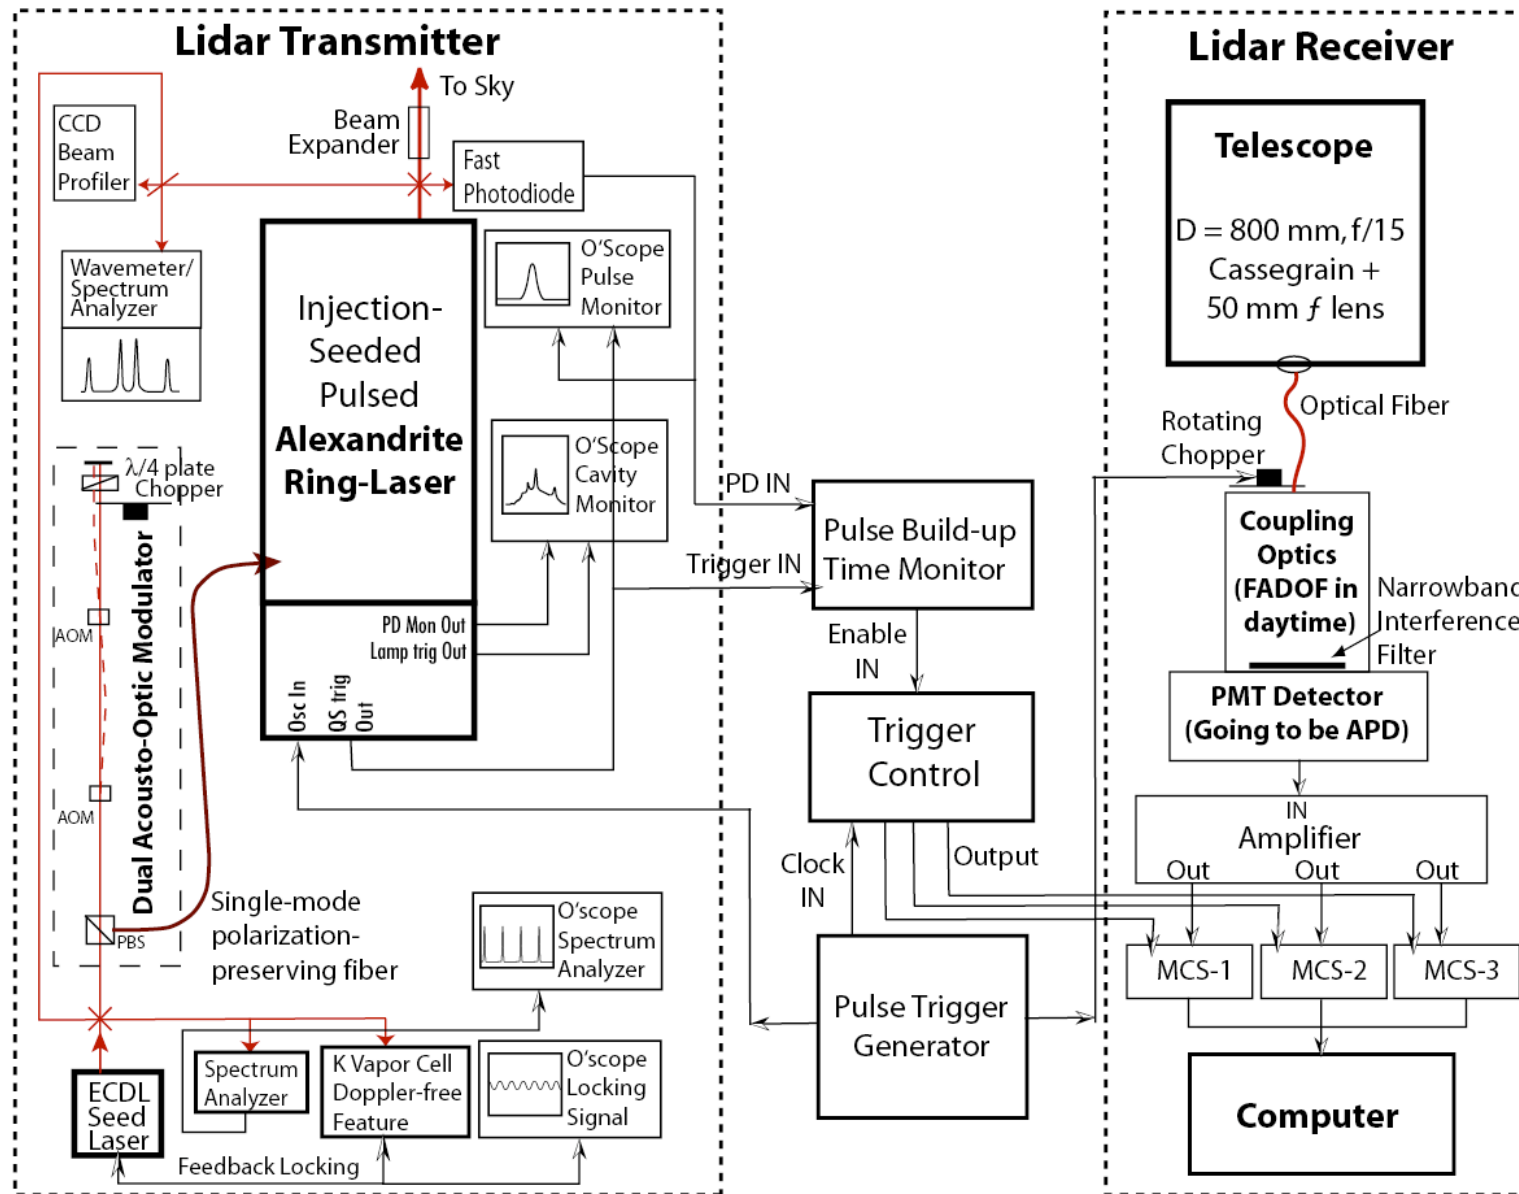 Lidar Transmitter
To Sky
CCD
Beam
Profiler
Beam
Expander
Fast
Photodiode
Wavemeter/
Spectrum
Analyzer
Injection-
Seeded
Pulsed
Alexandrite
Ring-Laser
O'Scope
Pulse
Monitor
O'Scope
Cavity
Monitor
λ/4 plate
Chopper
Dual Acousto-Optic Modulator
AOM
AOM
PBS
PD Mon Out
Lamp trig Out
Osc In
QS trig
Out
Single-mode
polarization-
preserving fiber
O'scope
Spectrum
Analyzer
ECDL
Seed
Laser
Spectrum
Analyzer
K Vapor Cell
Doppler-free
Feature
O'scope
Locking
Signal
Feedback Locking
PD IN
Trigger IN
Pulse Build-up
Time Monitor
Enable
IN
Trigger
Control
Clock
IN
Output
Pulse Trigger
Generator
Lidar Receiver
Telescope
D = 800 mm, f/15
Cassegrain +
50 mm ƒ lens
Optical Fiber
Rotating
Chopper
Coupling
Optics
(FADOF in
daytime)
Narrowband
Interference
Filter
PMT Detector
(Going to be APD)
IN
Amplifier
Out
Out
Out
MCS-1
MCS-2
MCS-3
Computer